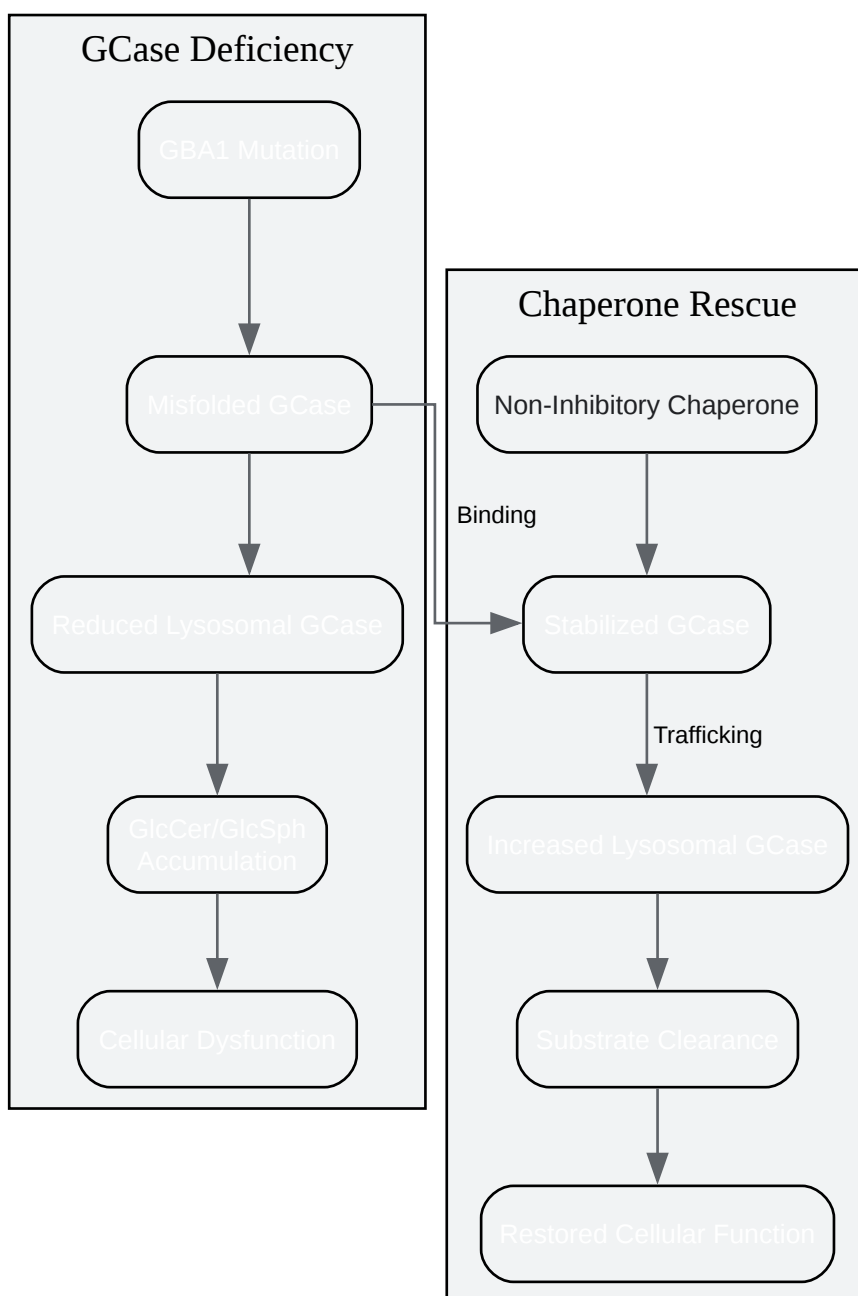 GCase Deficiency
GBA1 Mutation
Misfolded GCase
Reduced Lysosomal GCase
GlcCer/GlcSph
Accumulation
Cellular Dysfunction
Chaperone Rescue
Non-Inhibitory Chaperone
Binding
Stabilized GCase
Trafficking
Increased Lysosomal GCase
Substrate Clearance
Restored Cellular Function